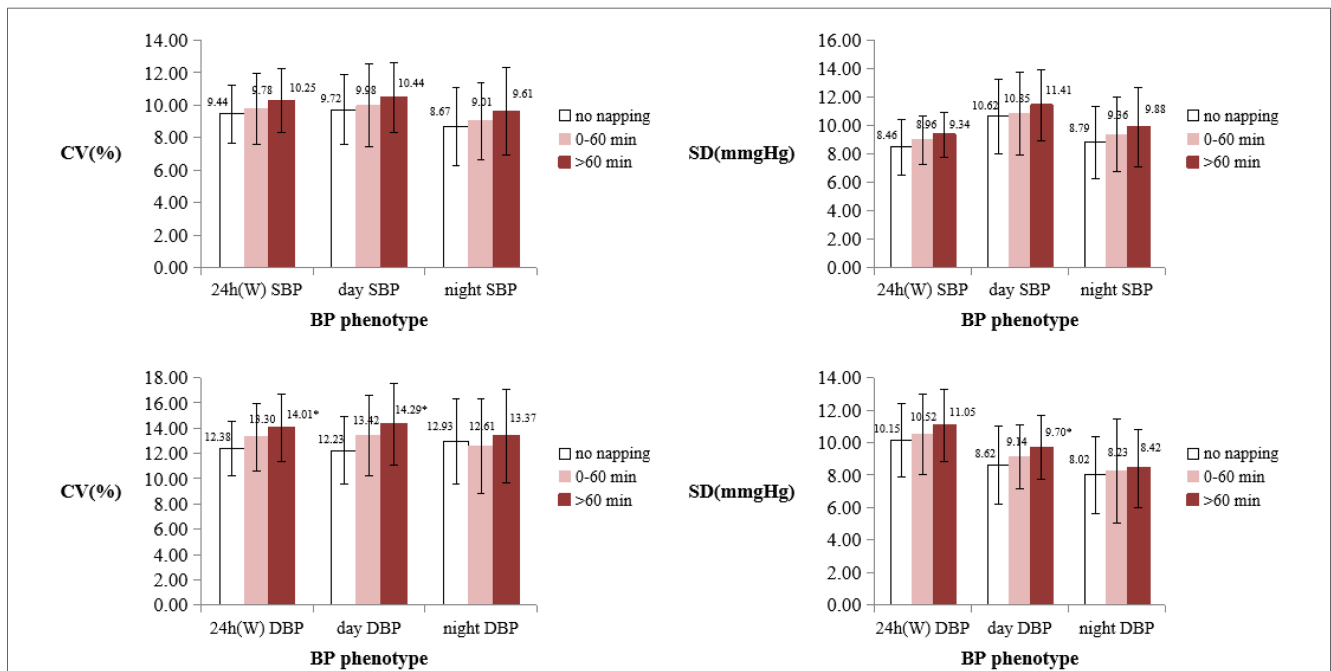 14.00
12.00
10.00
8.00
6.00
4.00
2.00
0.00
CV(%)
9.44
9.78
10.25
9.72
9.98
10.44
8.67
9.01
9.61
24h(W) SBP
day SBP
night SBP
BP phenotype
no napping
0-60 min
>60 min
16.00
14.00
12.00
10.00
8.00
6.00
4.00
2.00
0.00
SD(mmgHg)
8.46
8.96
9.34
10.62
10.85
11.41
8.79
9.36
9.88
24h(W) SBP
day SBP
night SBP
BP phenotype
no napping
0-60 min
>60 min
18.00
16.00
14.00
12.00
10.00
8.00
6.00
4.00
2.00
0.00
CV(%)
12.38
13.30
14.01*
12.23
13.42
14.29*
12.93
12.61
13.37
24h(W) DBP
day DBP
night DBP
BP phenotype
no napping
0-60 min
>60 min
14.00
12.00
10.00
8.00
6.00
4.00
2.00
0.00
SD(mmgHg)
10.15
10.52
11.05
8.62
9.14
9.70*
8.02
8.23
8.42
24h(W) DBP
day DBP
night DBP
BP phenotype
no napping
0-60 min
>60 min